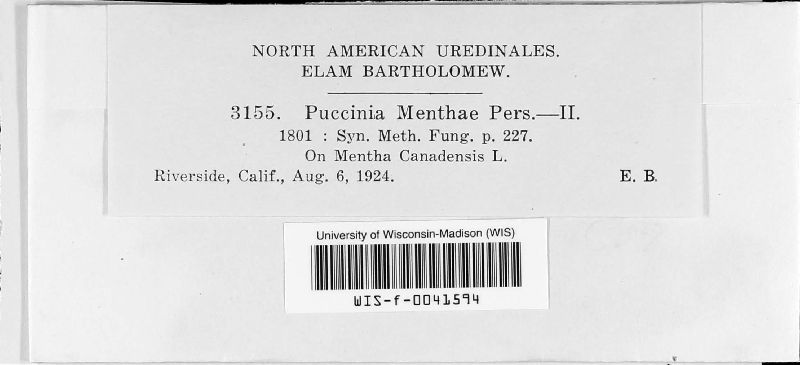 NORTH AMERICAN UREDINALES.
ELAM BARTHOLOMEW.
3155. Puccinia Menthae Pers.—II.
1801 : Syn. Meth. Fung. p. 227.
On Mentha Canadensis L.
Riverside, Calif., Aug. 6, 1924. E. B.
University of Wisconsin-Madison (WIS)
WIS-f-0041594